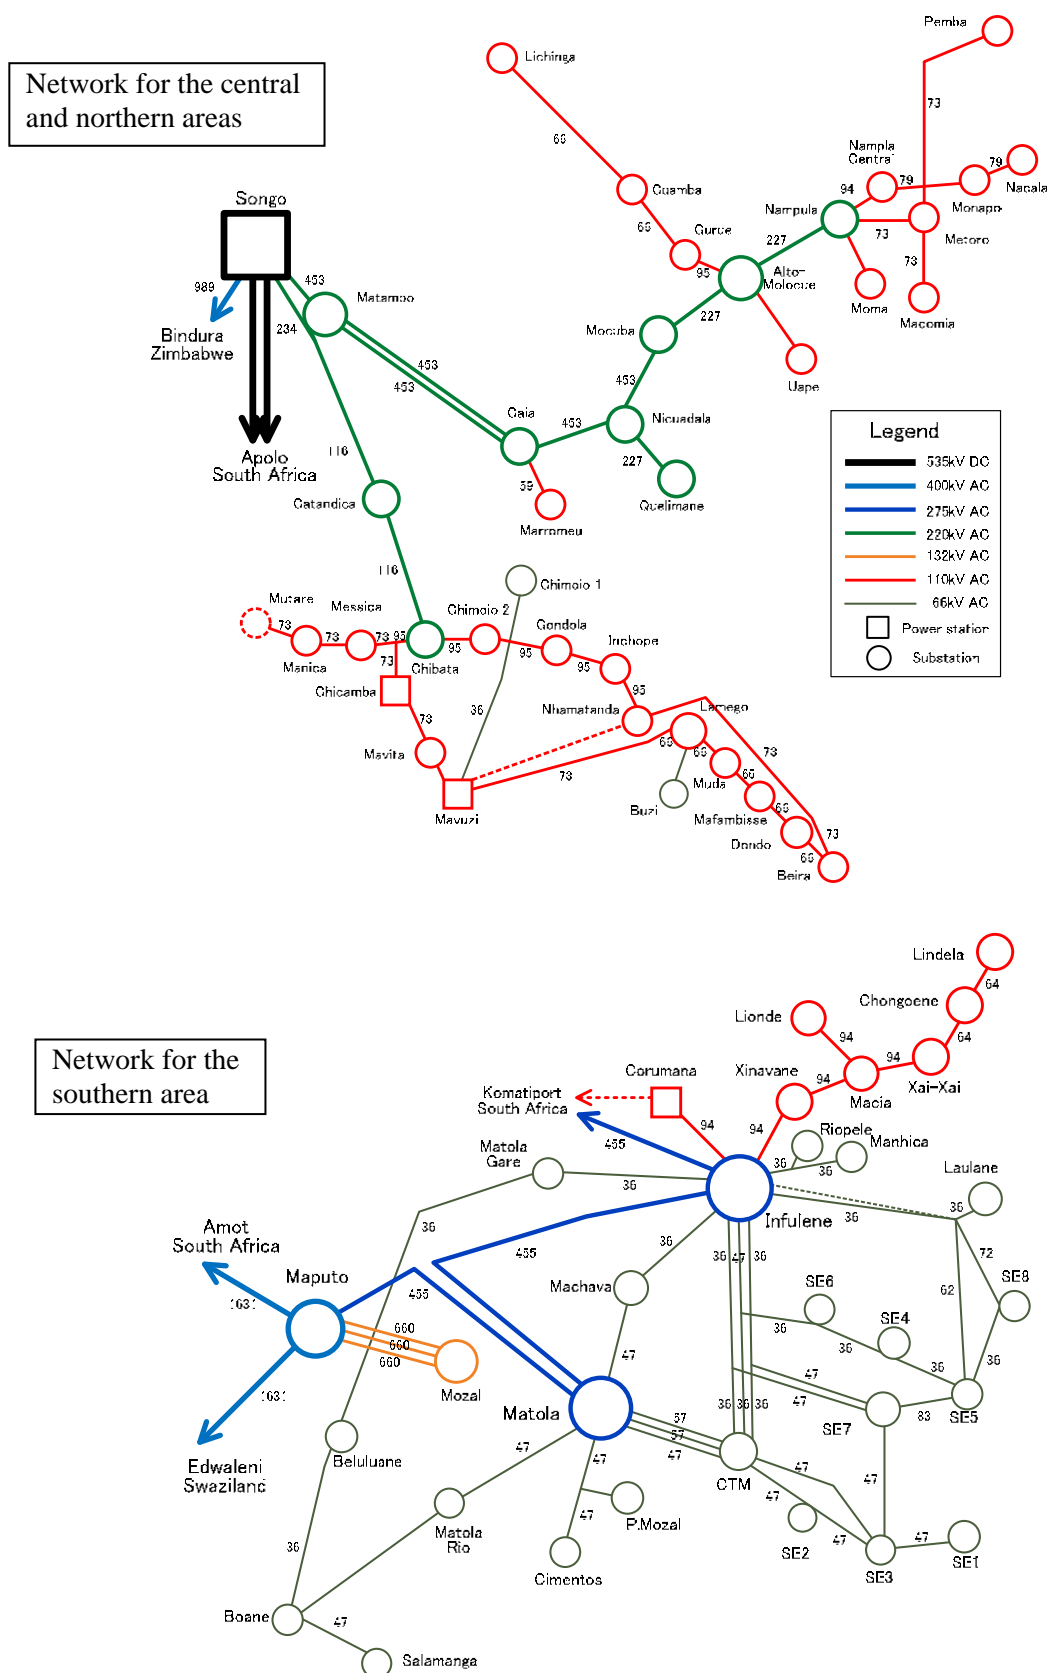 Network for the central
and northern areas
Pemba
Lichinga
73
66
Nampla
Central
79
Nacala
Songo
Guamba
94
79
Monapo
Nampula
66
Gurue
227
73
Metoro
453
989
Matambo
95
Alto-
Molocue
73
Moma
Macomia
Bindura
Zimbabwe
234
Mocuba
227
453
453
453
Uape
Caia
453
Nicuadala
Apolo
South Africa
116
227
59
Quelimane
Catandica
Marromeu
Legend
535kV DC
400kV AC
275kV AC
220kV AC
132kV AC
110kV AC
66kV AC
Power station
Substation
116
Chimoio 1
Mutare
Messica
Chimoio 2
Gondola
Inchope
73
73
73
95
95
95
95
Manica
Chibata
73
95
Chicamba
36
Nhamatanda
Lamego
73
66
66
73
Mavita
73
Muda
66
Mavuzi
Buzi
Mafambisse
66
73
Dondo
66
Beira
Network for the
southern area
Lindela
64
Chongoene
Lionde
94
64
94
Xinavane
Corumana
94
Xai-Xai
Macia
Komatiport
South Africa
94
94
Riopele
Manhica
455
Matola
Gare
36
36
36
Laulane
36
36
Infulene
36
Amot
South Africa
36
455
36
36
47
36
72
Maputo
Machava
SE6
SE8
1631
455
62
660
660
660
36
SE4
47
36
36
36
1631
Mozal
47
Matola
36
36
36
47
SE7
83
SE5
57
57
47
Edwaleni
Swaziland
Beluluane
47
47
CTM
47
47
47
P.Mozal
Matola
Rio
47
SE2
47
47
36
Cimentos
SE3
SE1
Boane
47
Salamanga